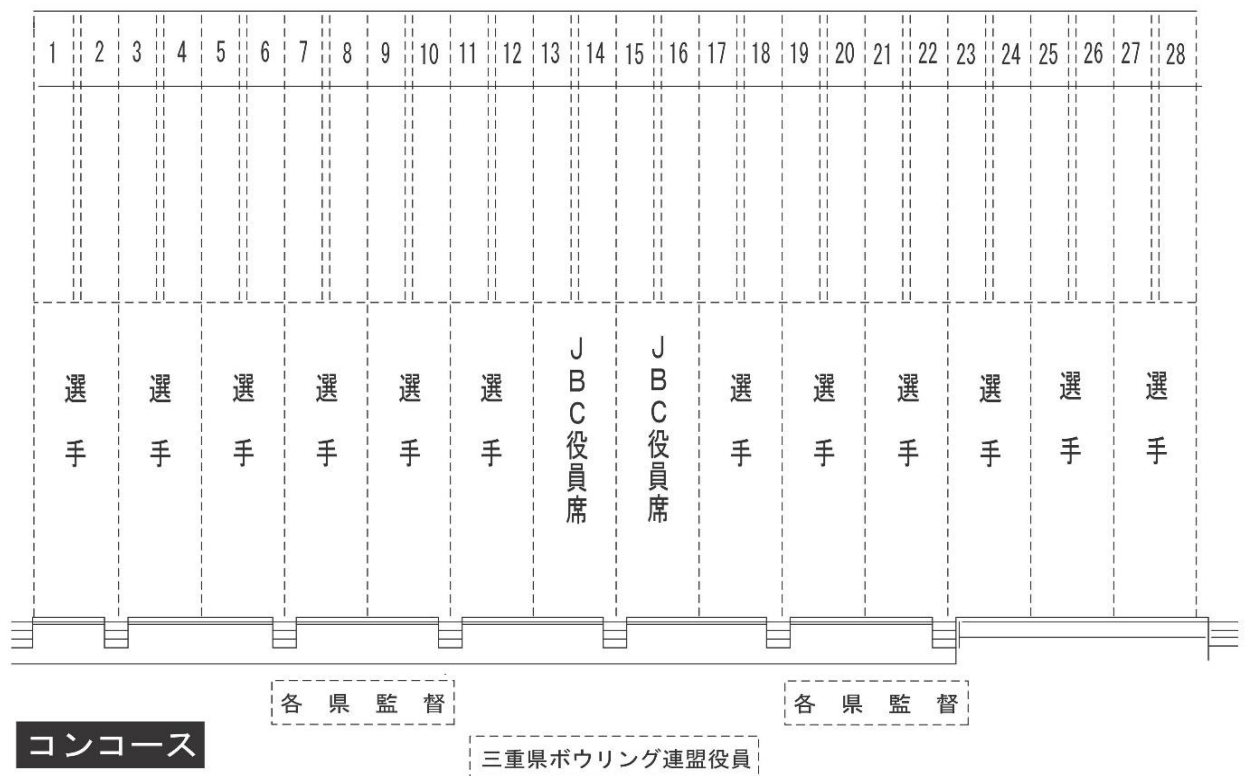 1 2 3 4 5 6 7 8 9 10 11 12 13 14 15 16 17 18 19 20 21 22 23 24 25 26 27 28
選手 選手 選手 選手 選手 選手 JBC役員席 JBC役員席 選手 選手 選手 選手 選手 選手
各県監督 各県監督
コンコース
三重県ボウリング連盟役員